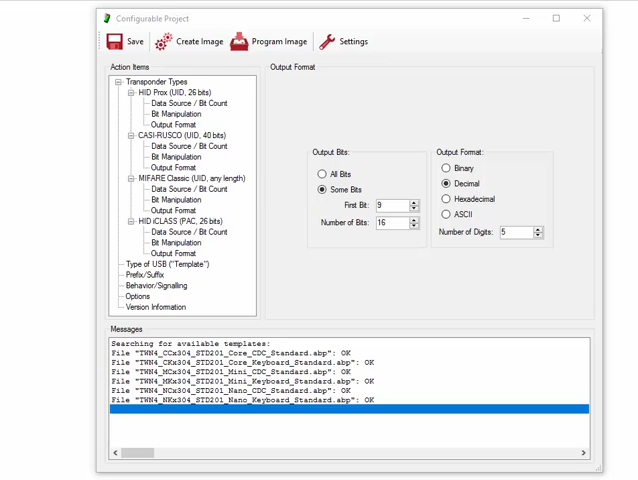 Configurable Project
Save Create Image Program Image Settings
Action Items
Transponder Types
HID Prox (UID, 26 bits)
Data Source / Bit Count
Bit Manipulation
Output Format
CASI-RUSCO (UID, 40 bits)
Data Source / Bit Count
Bit Manipulation
Output Format
MIFARE Classic (UID, any length)
Data Source / Bit Count
Bit Manipulation
Output Format
HID iCLASS (PAC, 26 bits)
Data Source / Bit Count
Bit Manipulation
Output Format
Type of USB ("Template")
Prefix/Suffix
Behavior/Signalling
Options
Version Information
Output Format
Output Bits:
All Bits
Some Bits
First Bit: 9
Number of Bits: 16
Output Format:
Binary
Decimal
Hexadecimal
ASCII
Number of Digits: 5
Messages
Searching for available templates:
File "TWN4_CCx304_STD201_Core_CDC_Standard.abp": OK
File "TWN4_CKx304_STD201_Core_Keyboard_Standard.abp": OK
File "TWN4_MCx304_STD201_Mini_CDC_Standard.abp": OK
File "TWN4_MKx304_STD201_Mini_Keyboard_Standard.abp": OK
File "TWN4_NCx304_STD201_Nano_CDC_Standard.abp": OK
File "TWN4_NKx304_STD201_Nano_Keyboard_Standard.abp": OK